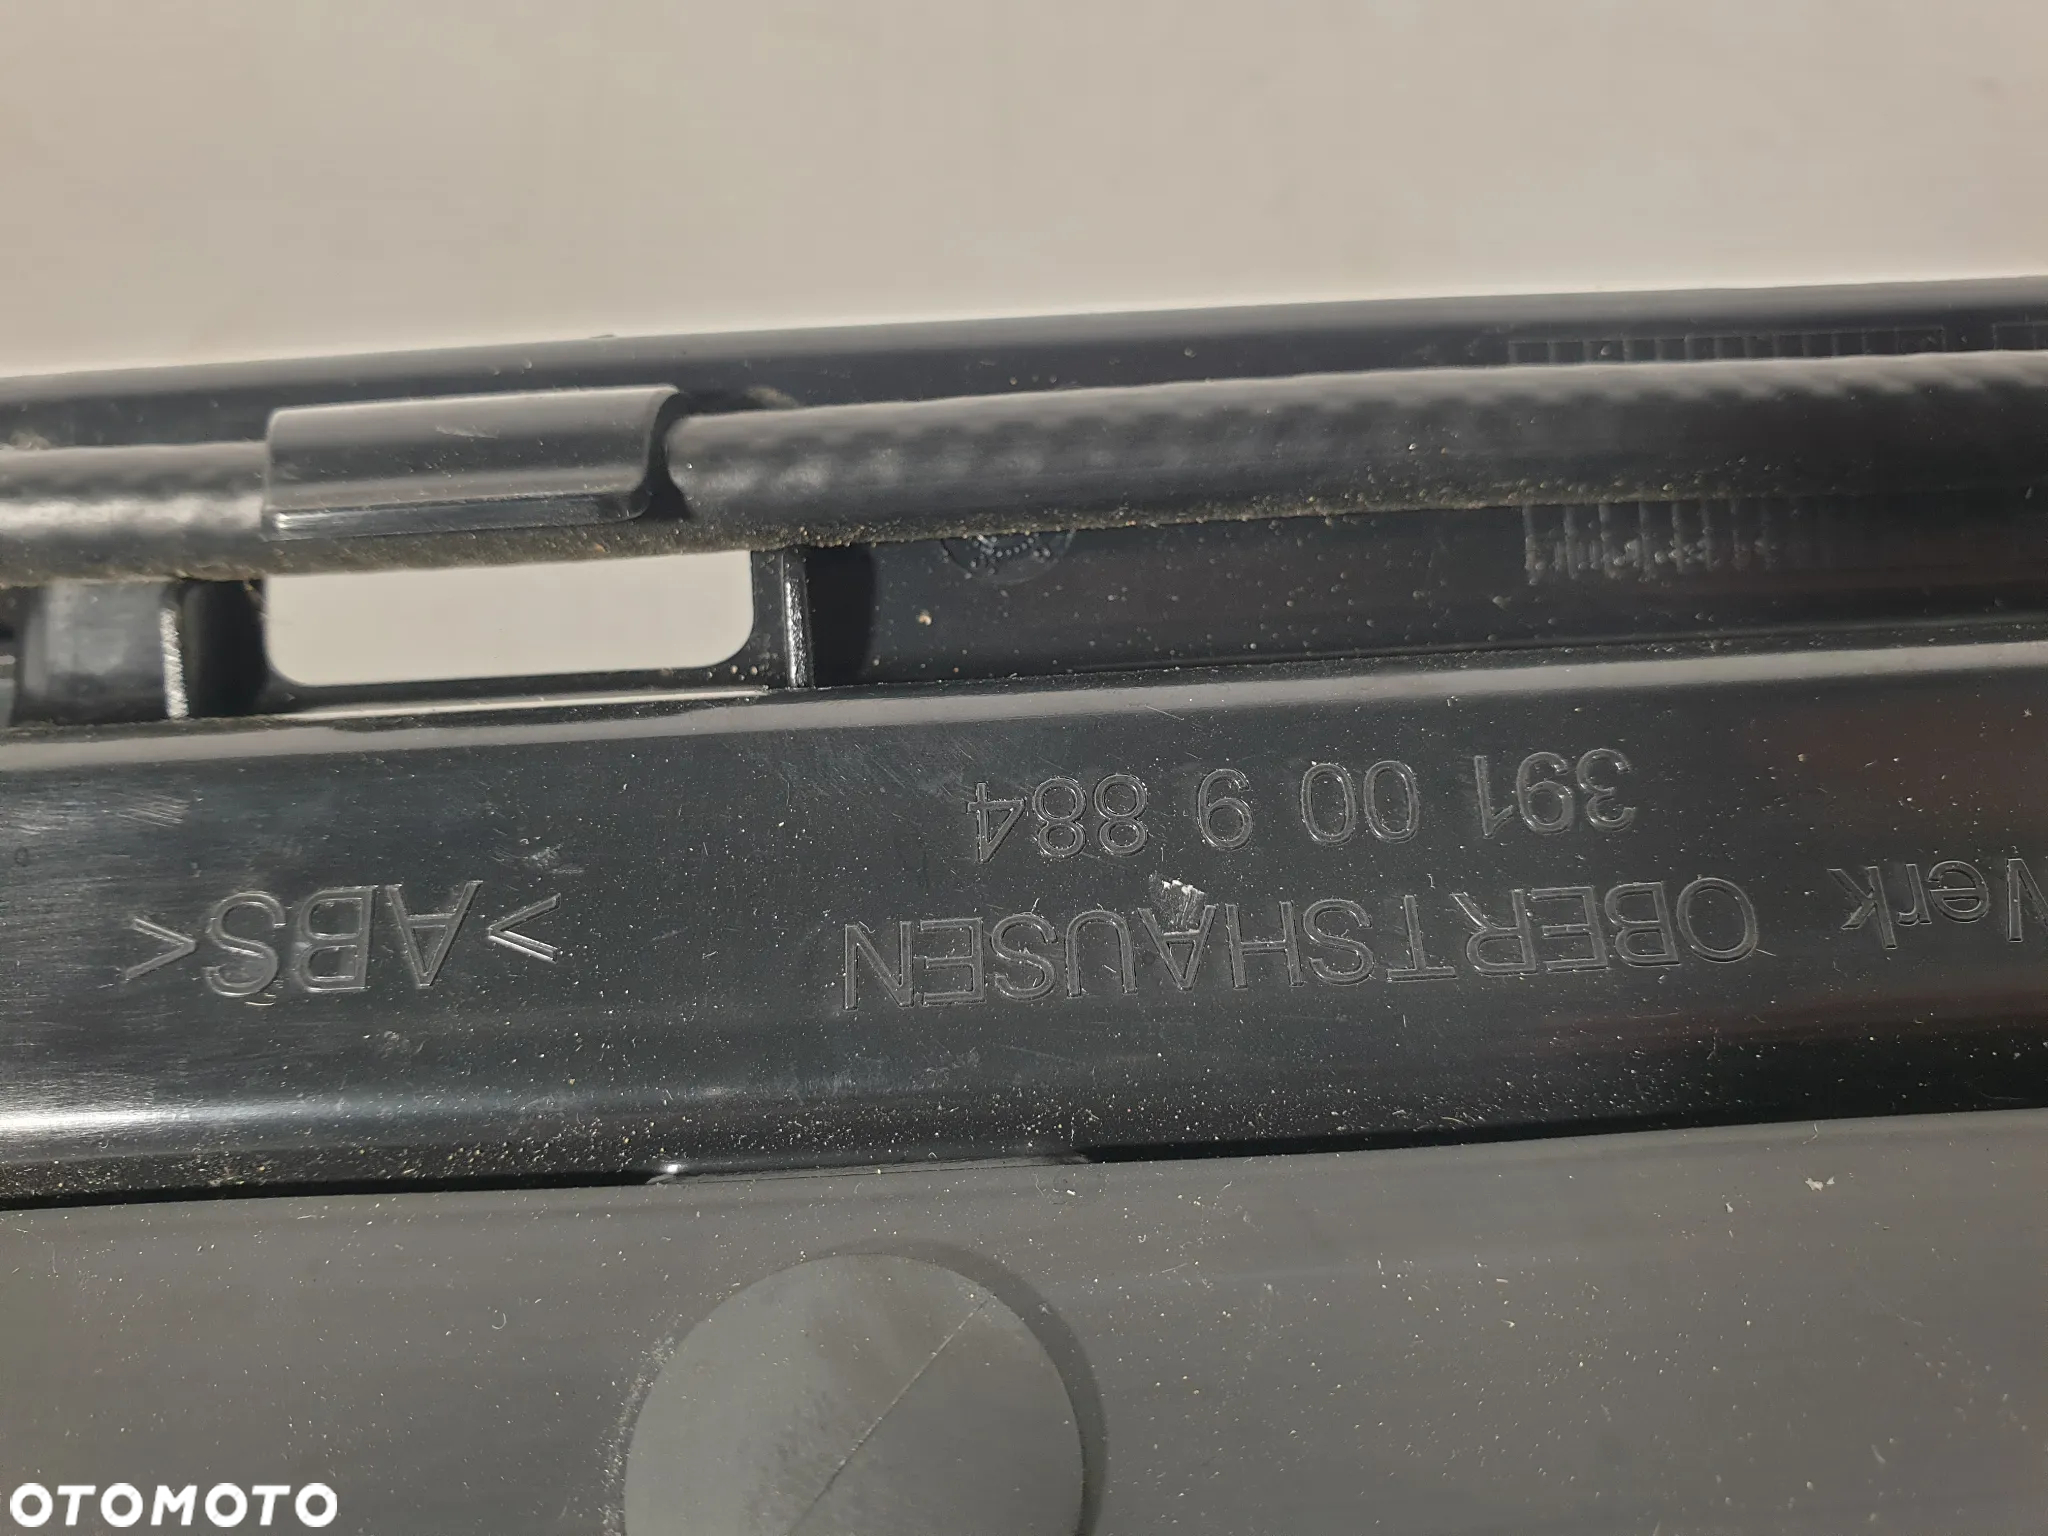 Werk OBERTSHAUSEN >ABS<
391 00 9 884
OTOMOTO